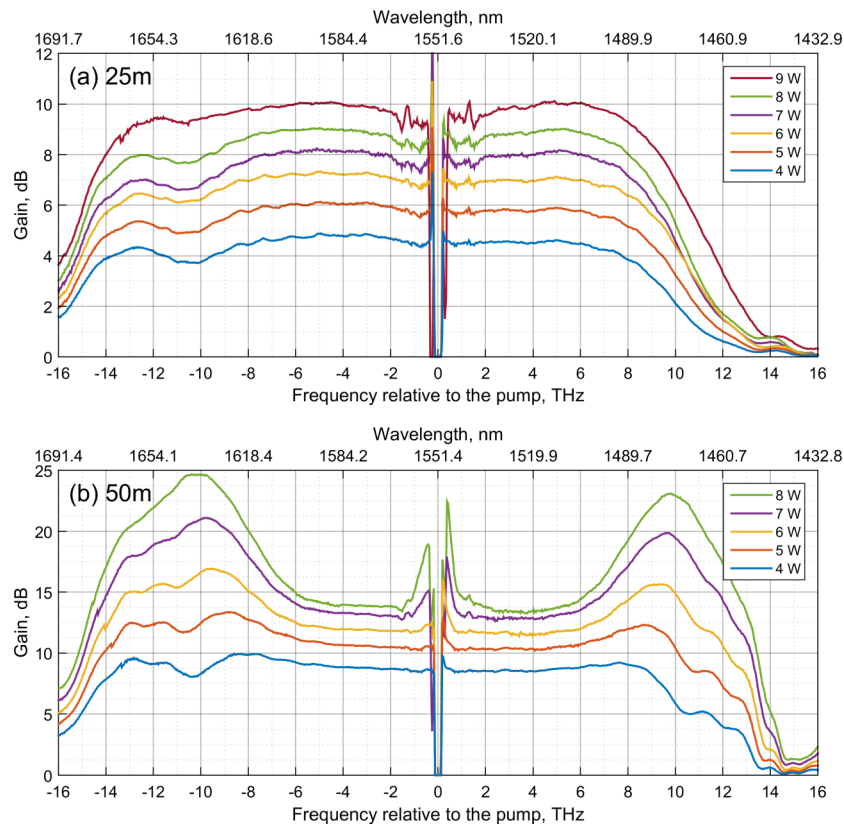 Wavelength, nm
1691.7 1654.3 1618.6 1584.4 1551.6 1520.1 1489.9 1460.9 1432.9
12
(a) 25m
9 W
8 W
7 W
6 W
5 W
4 W
10
8
6
4
2
0
Gain, dB
-16 -14 -12 -10 -8 -6 -4 -2 0 2 4 6 8 10 12 14 16
Frequency relative to the pump, THz
Wavelength, nm
1691.4 1654.1 1618.4 1584.2 1551.4 1519.9 1489.7 1460.7 1432.8
25
(b) 50m
8 W
7 W
6 W
5 W
4 W
20
15
10
5
0
Gain, dB
-16 -14 -12 -10 -8 -6 -4 -2 0 2 4 6 8 10 12 14 16
Frequency relative to the pump, THz